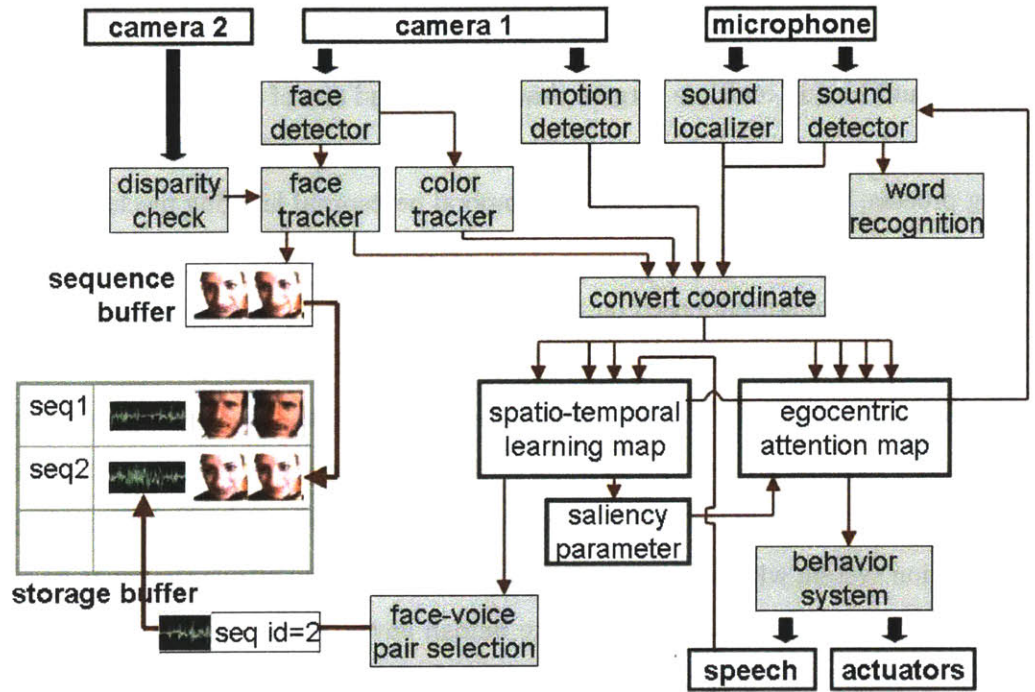 camera 2
camera 1
microphone
face
detector
motion
detector
sound
localizer
sound
detector
disparity
check
face
tracker
color
tracker
word
recognition
sequence
buffer
convert coordinate
seq1
seq2
storage buffer
spatio-temporal
learning map
egocentric
attention map
saliency
parameter
behavior
system
seq id=2
face-voice
pair selection
speech
actuators